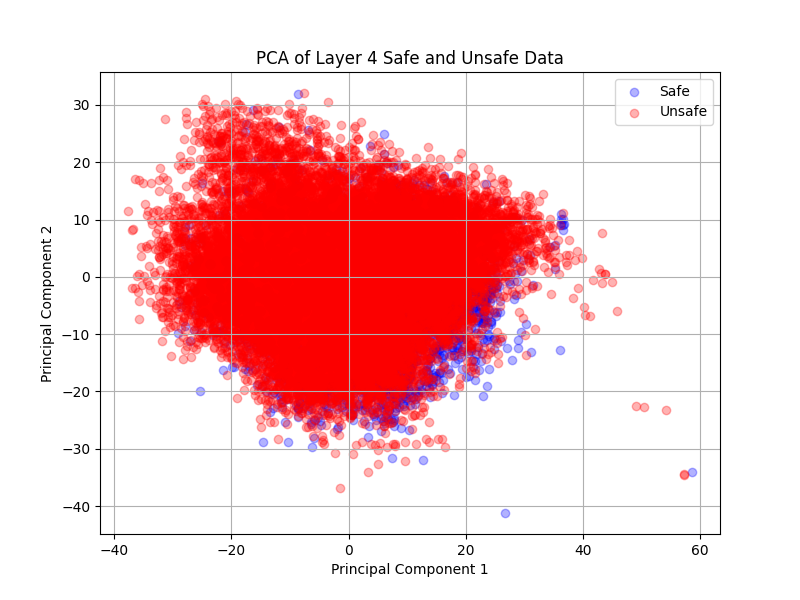 PCA of Layer 4 Safe and Unsafe Data
Safe
Unsafe
30
20
10
0
−10
−20
−30
−40
Principal Component 2
−40 −20 0 20 40 60
Principal Component 1